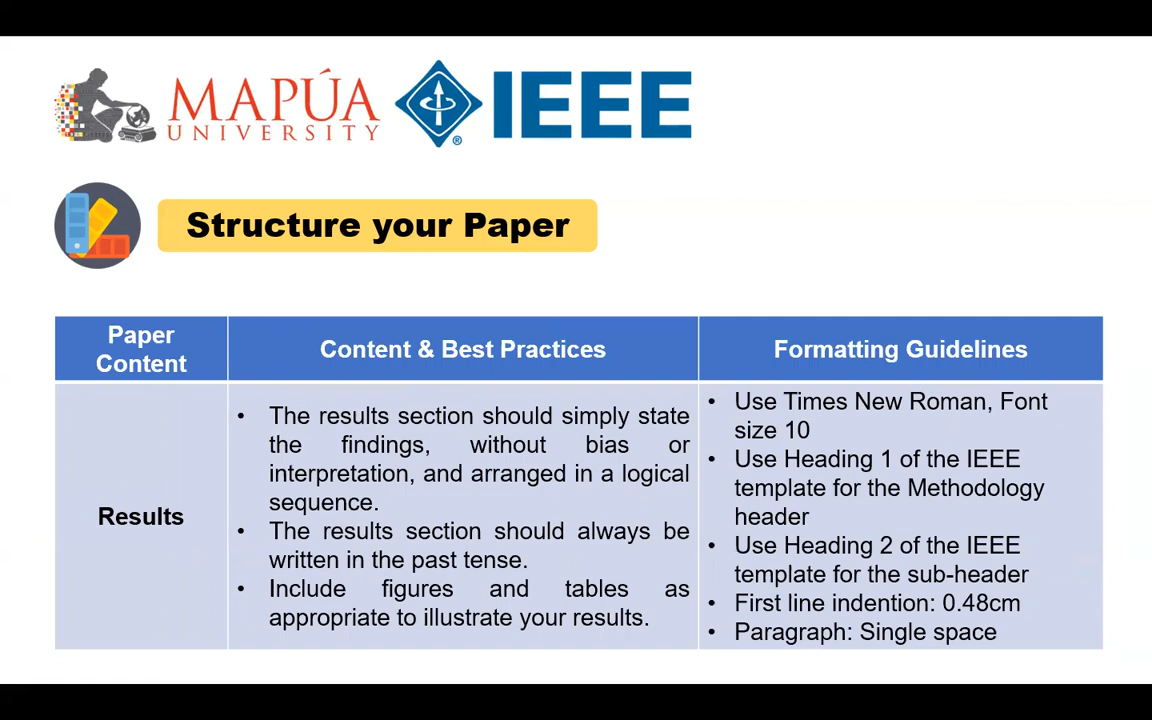 MAPÚA
UNIVERSITY
IEEE
®
Structure your Paper
Paper
Content
Content & Best Practices
Formatting Guidelines
Results
• The results section should simply state
the findings, without bias or
interpretation, and arranged in a logical
sequence.
• The results section should always be
written in the past tense.
• Include figures and tables as
appropriate to illustrate your results.
• Use Times New Roman, Font
size 10
• Use Heading 1 of the IEEE
template for the Methodology
header
• Use Heading 2 of the IEEE
template for the sub-header
• First line indention: 0.48cm
• Paragraph: Single space